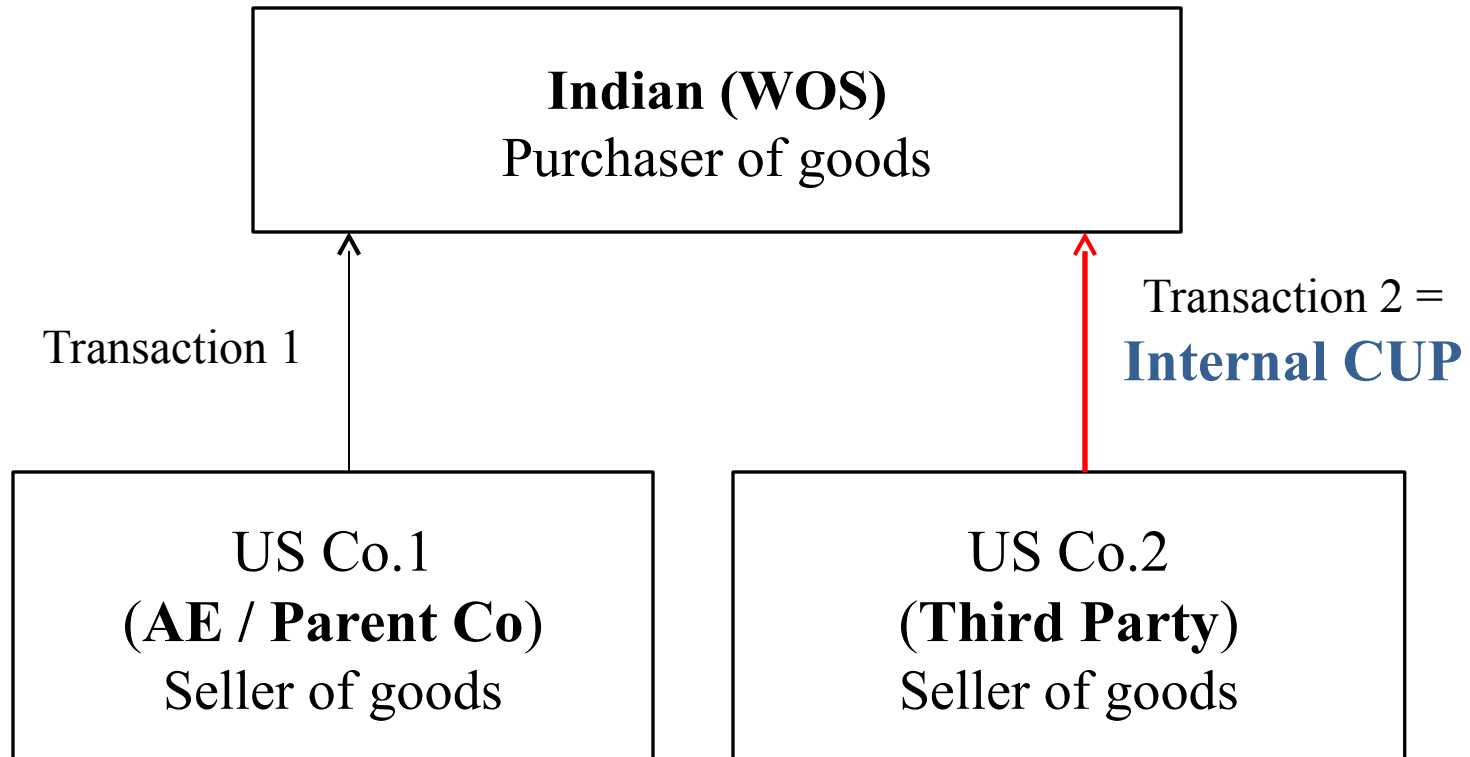 Indian (WOS)
Purchaser of goods
Transaction 1
Transaction 2 =
Internal CUP
US Co.1
(AE / Parent Co)
Seller of goods
US Co.2
(Third Party)
Seller of goods